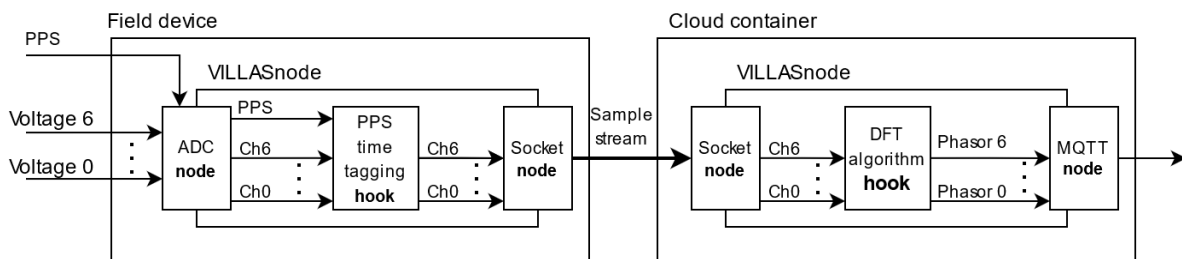 Field device
Cloud container
PPS
VILLASnode
VILLASnode
Voltage 6
Voltage 0
ADC
node
PPS
Ch6
Ch0
PPS
time
tagging
hook
Ch6
Ch0
Socket
node
Sample
stream
Socket
node
Ch6
Ch0
DFT
algorithm
hook
Phasor 6
Phasor 0
MQTT
node